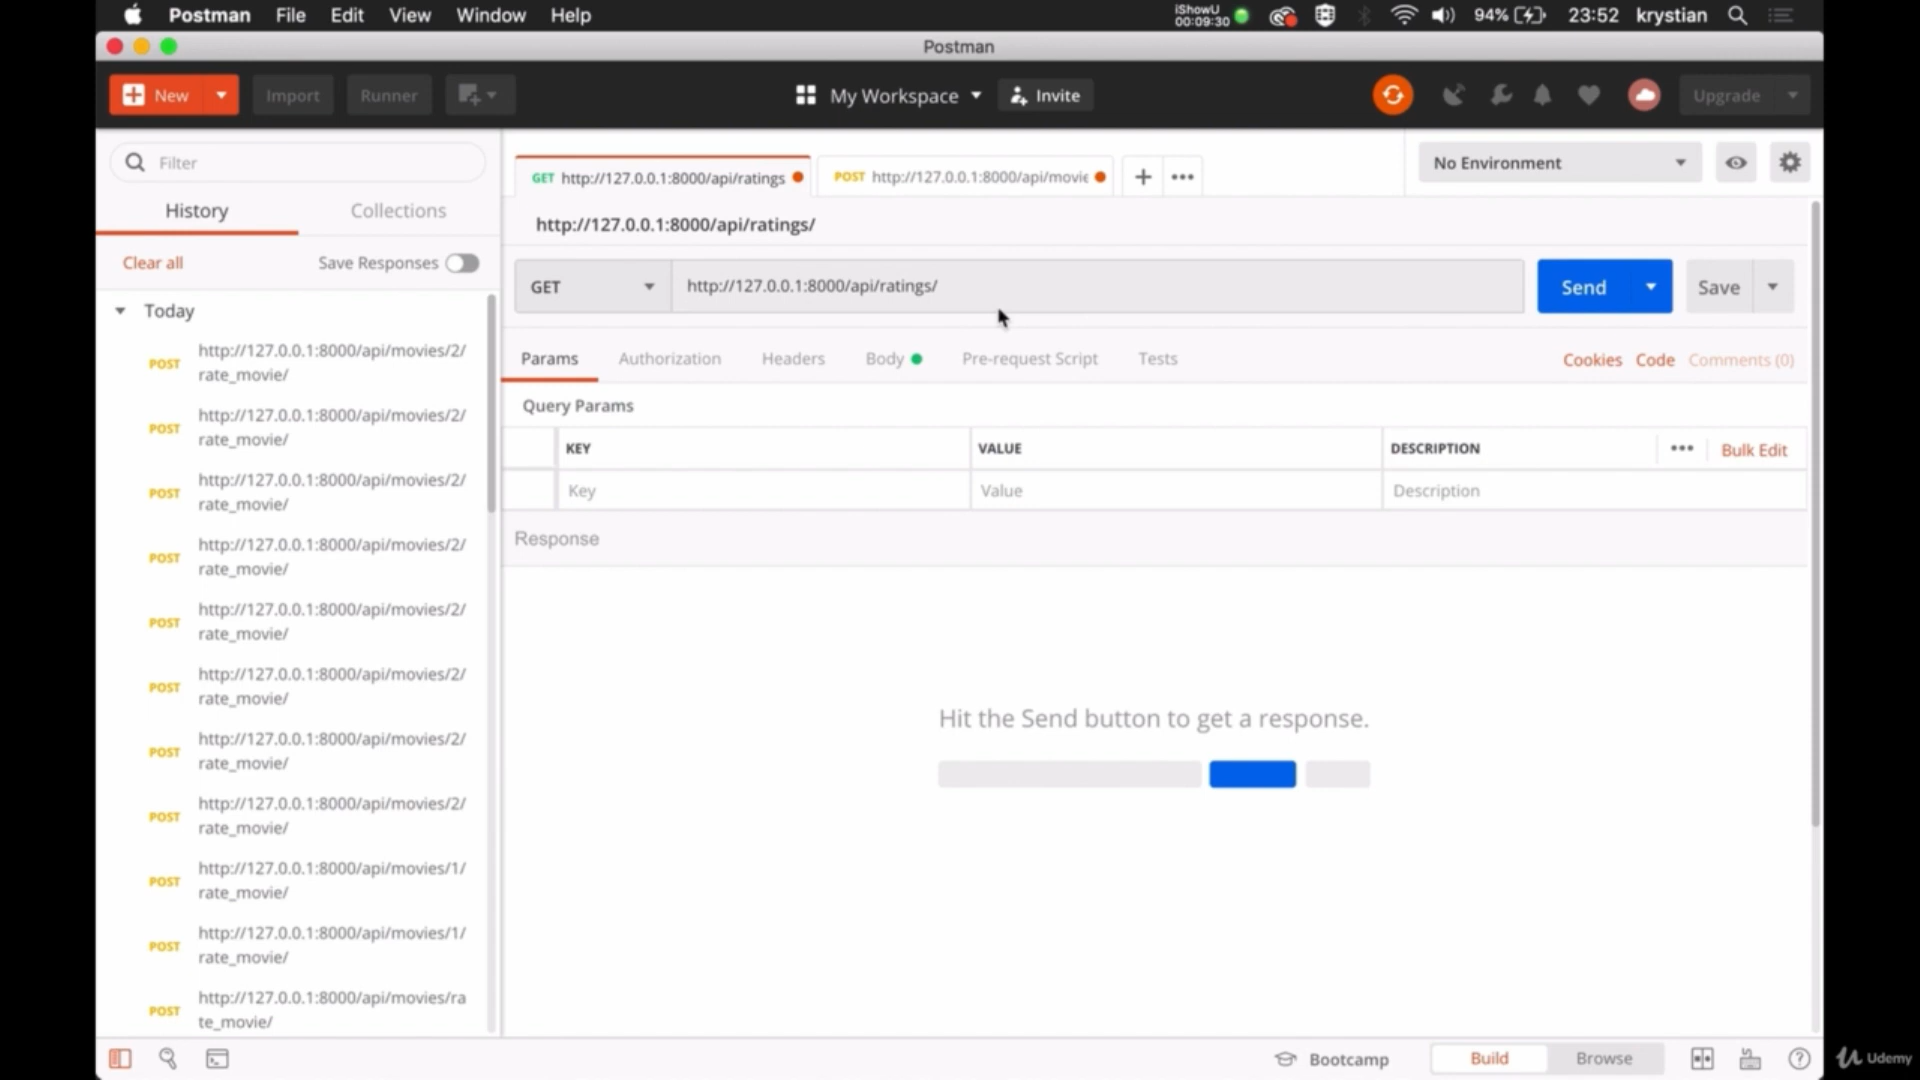 Postman File Edit View Window Help
iShowU
00:09:30
94% 23:52 krystian
Postman
New Import Runner My Workspace Invite Upgrade
Filter
GET http://127.0.0.1:8000/api/ratings
POST http://127.0.0.1:8000/api/movie
No Environment
History Collections
http://127.0.0.1:8000/api/ratings/
Clear all Save Responses
GET http://127.0.0.1:8000/api/ratings/ Send Save
Today
Params Authorization Headers Body Pre-request Script Tests Cookies Code Comments (0)
Query Params
KEY VALUE DESCRIPTION Bulk Edit
Key Value Description
Response
Hit the Send button to get a response.
POST http://127.0.0.1:8000/api/movies/2/
rate_movie/
POST http://127.0.0.1:8000/api/movies/2/
rate_movie/
POST http://127.0.0.1:8000/api/movies/2/
rate_movie/
POST http://127.0.0.1:8000/api/movies/2/
rate_movie/
POST http://127.0.0.1:8000/api/movies/2/
rate_movie/
POST http://127.0.0.1:8000/api/movies/2/
rate_movie/
POST http://127.0.0.1:8000/api/movies/2/
rate_movie/
POST http://127.0.0.1:8000/api/movies/2/
rate_movie/
POST http://127.0.0.1:8000/api/movies/1/
rate_movie/
POST http://127.0.0.1:8000/api/movies/1/
rate_movie/
POST http://127.0.0.1:8000/api/movies/ra
te_movie/
Bootcamp Build Browse
Udemy